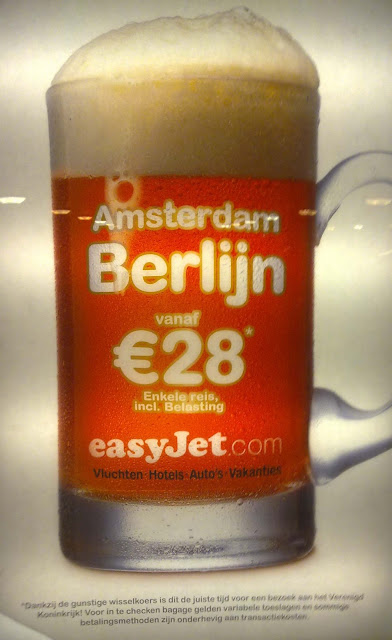 Amsterdam
Berlijn
vanaf
€28*
Enkele reis,
incl. Belasting
easyJet.com
Vluchten·Hotels·Auto's·Vakanties
*Dankzij de gunstige wisselkoers is dit de juiste tijd voor een bezoek aan het Verenigd
Koninkrijk! Voor in te checken bagage gelden variabele toeslagen en sommige
betalingsmethoden zijn onderhevig aan transactiekosten.